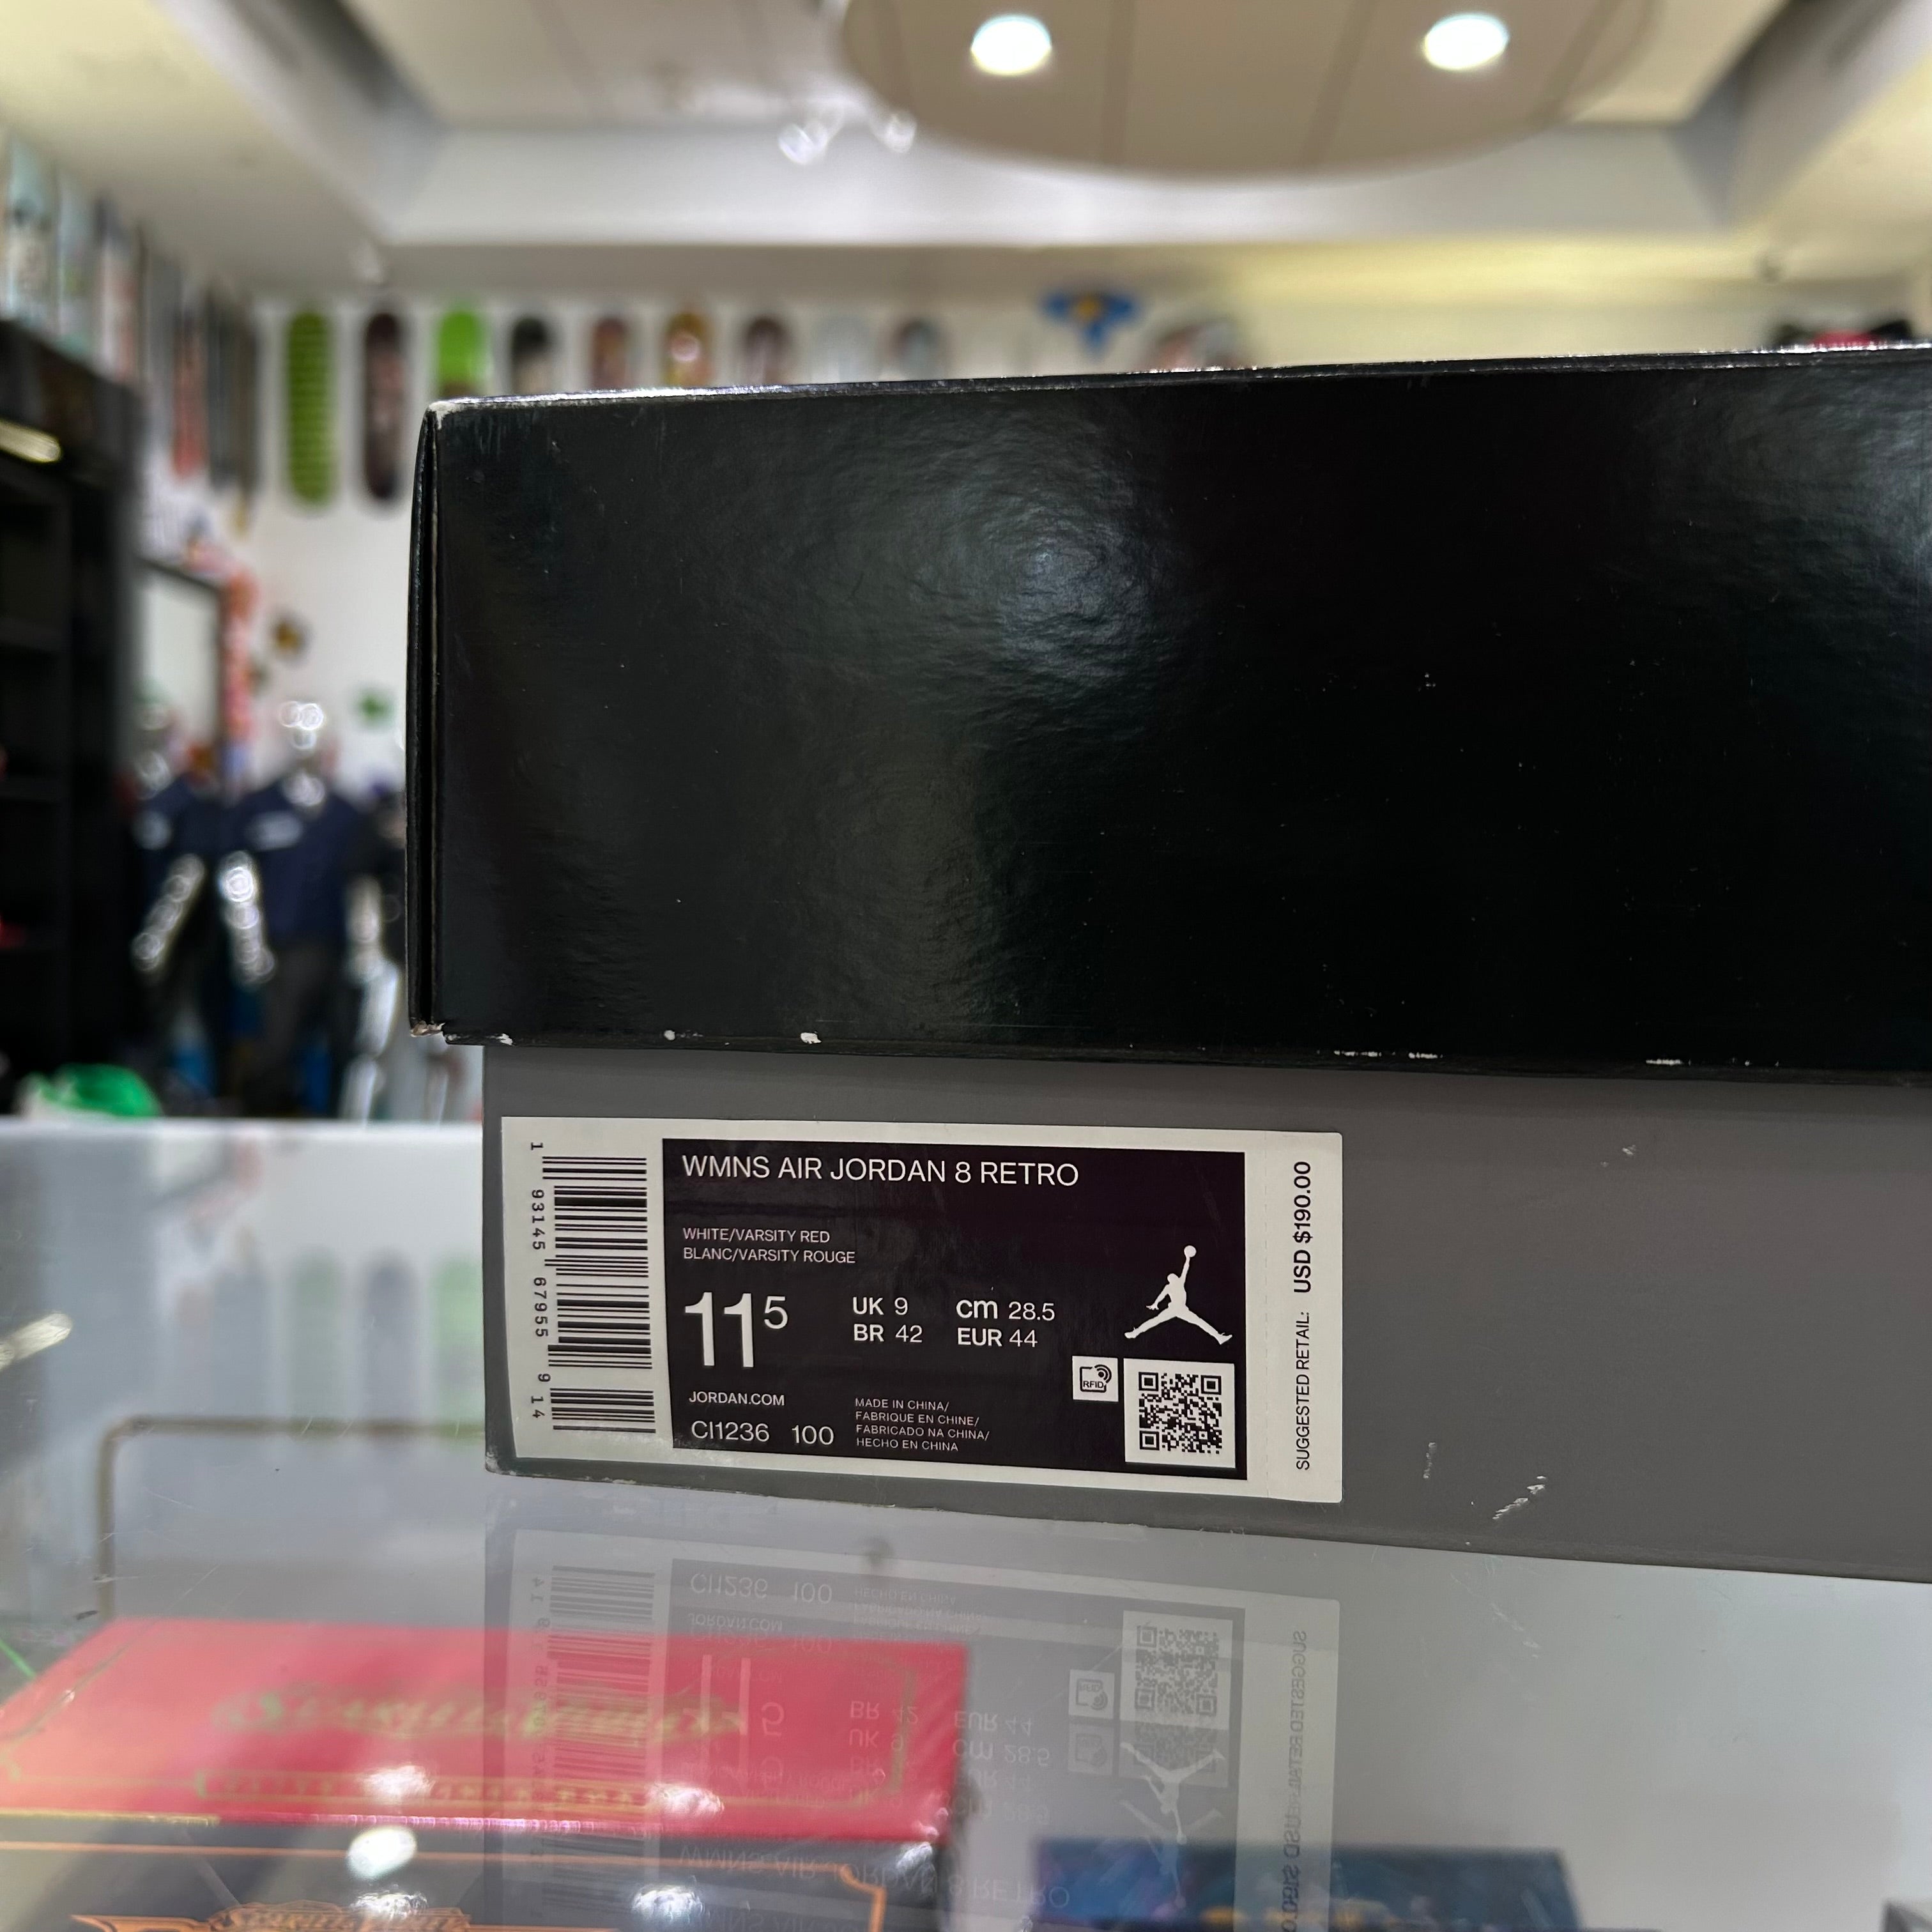 WMNS AIR JORDAN 8 RETRO
WHITE/VARSITY RED
BLANC/VARSITY ROUGE
11 5
UK 9 cm 28.5
BR 42 EUR 44
JORDAN.COM
CI1236 100
MADE IN CHINA/
FABRIQUE EN CHINE/
FABRICADO NA CHINA/
HECHO EN CHINA
RFID
1 93145 67955 9 14
SUGGESTED RETAIL: USD $190.00